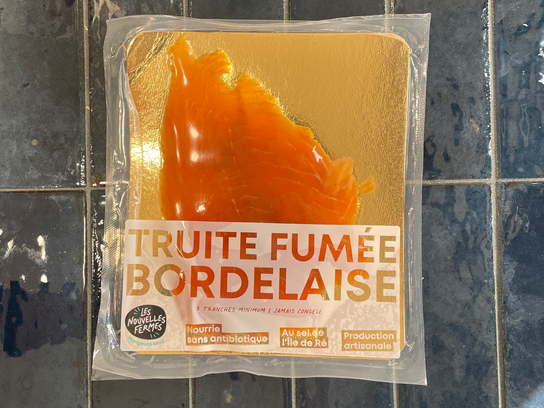 TRUITE FUMÉE
BORDELAISE
TRANCHES MINIMUM | JAMAIS CONGELÉ
LES
NOUVELLES
FERMES
Nourrie
sans antibiotique
Au sel de
l'Île de Ré
Production
artisanale